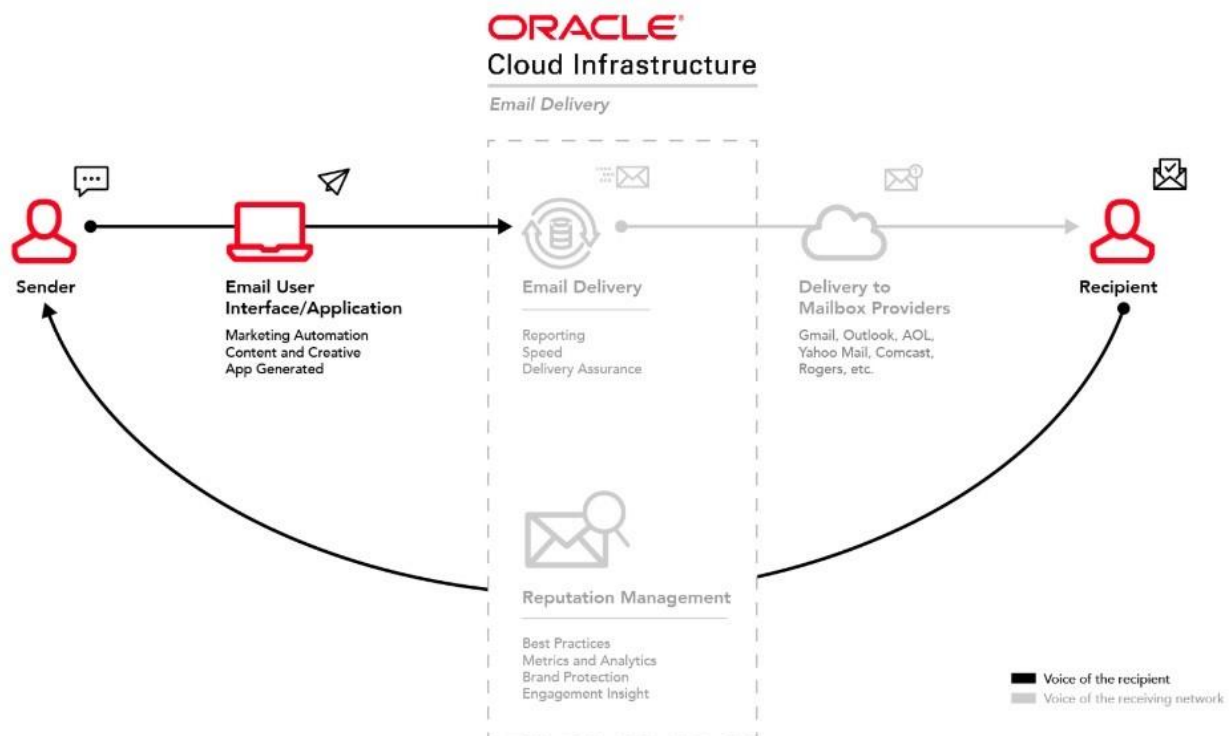 ORACLE®
Cloud Infrastructure
Email Delivery
Sender
Email User
Interface/Application
Marketing Automation
Content and Creative
App Generated
Email Delivery
Reporting
Speed
Delivery Assurance
Delivery to
Mailbox Providers
Gmail, Outlook, AOL,
Yahoo Mail, Comcast,
Rogers, etc.
Recipient
Reputation Management
Best Practices
Metrics and Analytics
Brand Protection
Engagement Insight
Voice of the recipient
Voice of the receiving network